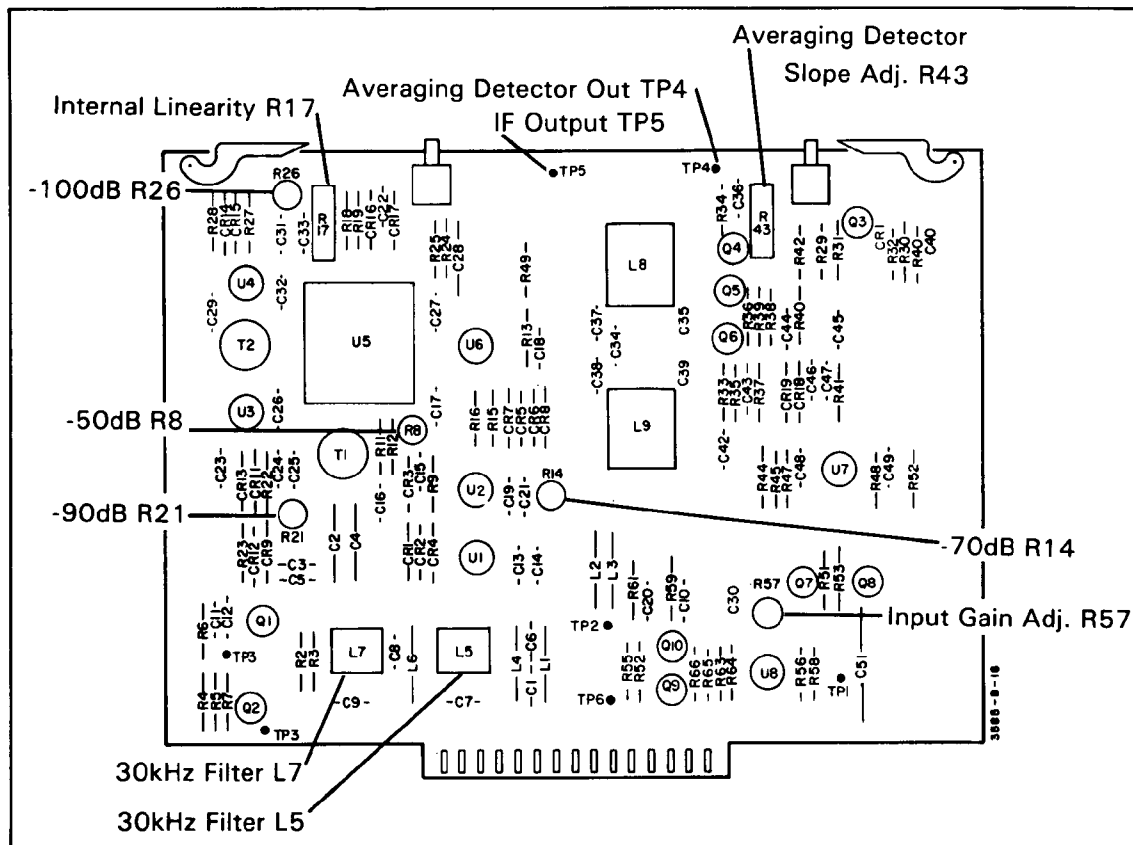 Averaging Detector
Slope Adj. R43
Averaging Detector Out TP4
IF Output TP5
Internal Linearity R17
-100dB R26
R26
TP5
TP4
R28
CR14
CR15
R27
-C31-
-C33-
R18
R19
CR16
-C22-
CR17
R25
R24
C28
R49
R34
-C36-
R
43
Q3
Q4
R42
R29
R31
CR1
R32
R30
R40
C40
U4
-C32-
-C29-
T2
U5
-C27-
U6
R13
-C18-
L8
-C37-
-C34-
C35
Q5
Q6
R36
R39
R38
-C44-
R40
-C45-
-C38-
C39
U3
-C26-
-50dB R8
R8
-C17-
R16
R15
CR7
CR5
CR6
CR8
L9
R33
R35
-C43-
R37
CR19
CR18
-C46-
-C47-
R41
T1
R11
R12
-C42-
-C23-
CR13
CR11
R22
-C24-
-C25-
-C16-
CR3
-C15-
R9
U2
-C19-
-C21-
R14
R44
R45
R47
-C48-
U7
R48
-C49-
R52
-90dB R21
R21
-70dB R14
R23
CR12
CR9
-C3-
-C5-
C2
C4
CR1
CR2
CR4
U1
-C13-
-C14-
L2
L3
R61
-C20-
R59
-C10-
C30
R57
Q7
R51
R53
Q8
Input Gain Adj. R57
R6
-C11-
-C12-
Q1
TP3
R2
R3
L7
-C8-
L6
L5
L4
-C6-
-C1-
L1
TP2
Q10
Q9
R55
R52
R66
R65
R63
R64
U8
R56
R58
TP1
C51
R4
R5
R7
Q2
TP3
-C9-
-C7-
TP6
3586-B-16
30kHz Filter L7
30kHz Filter L5